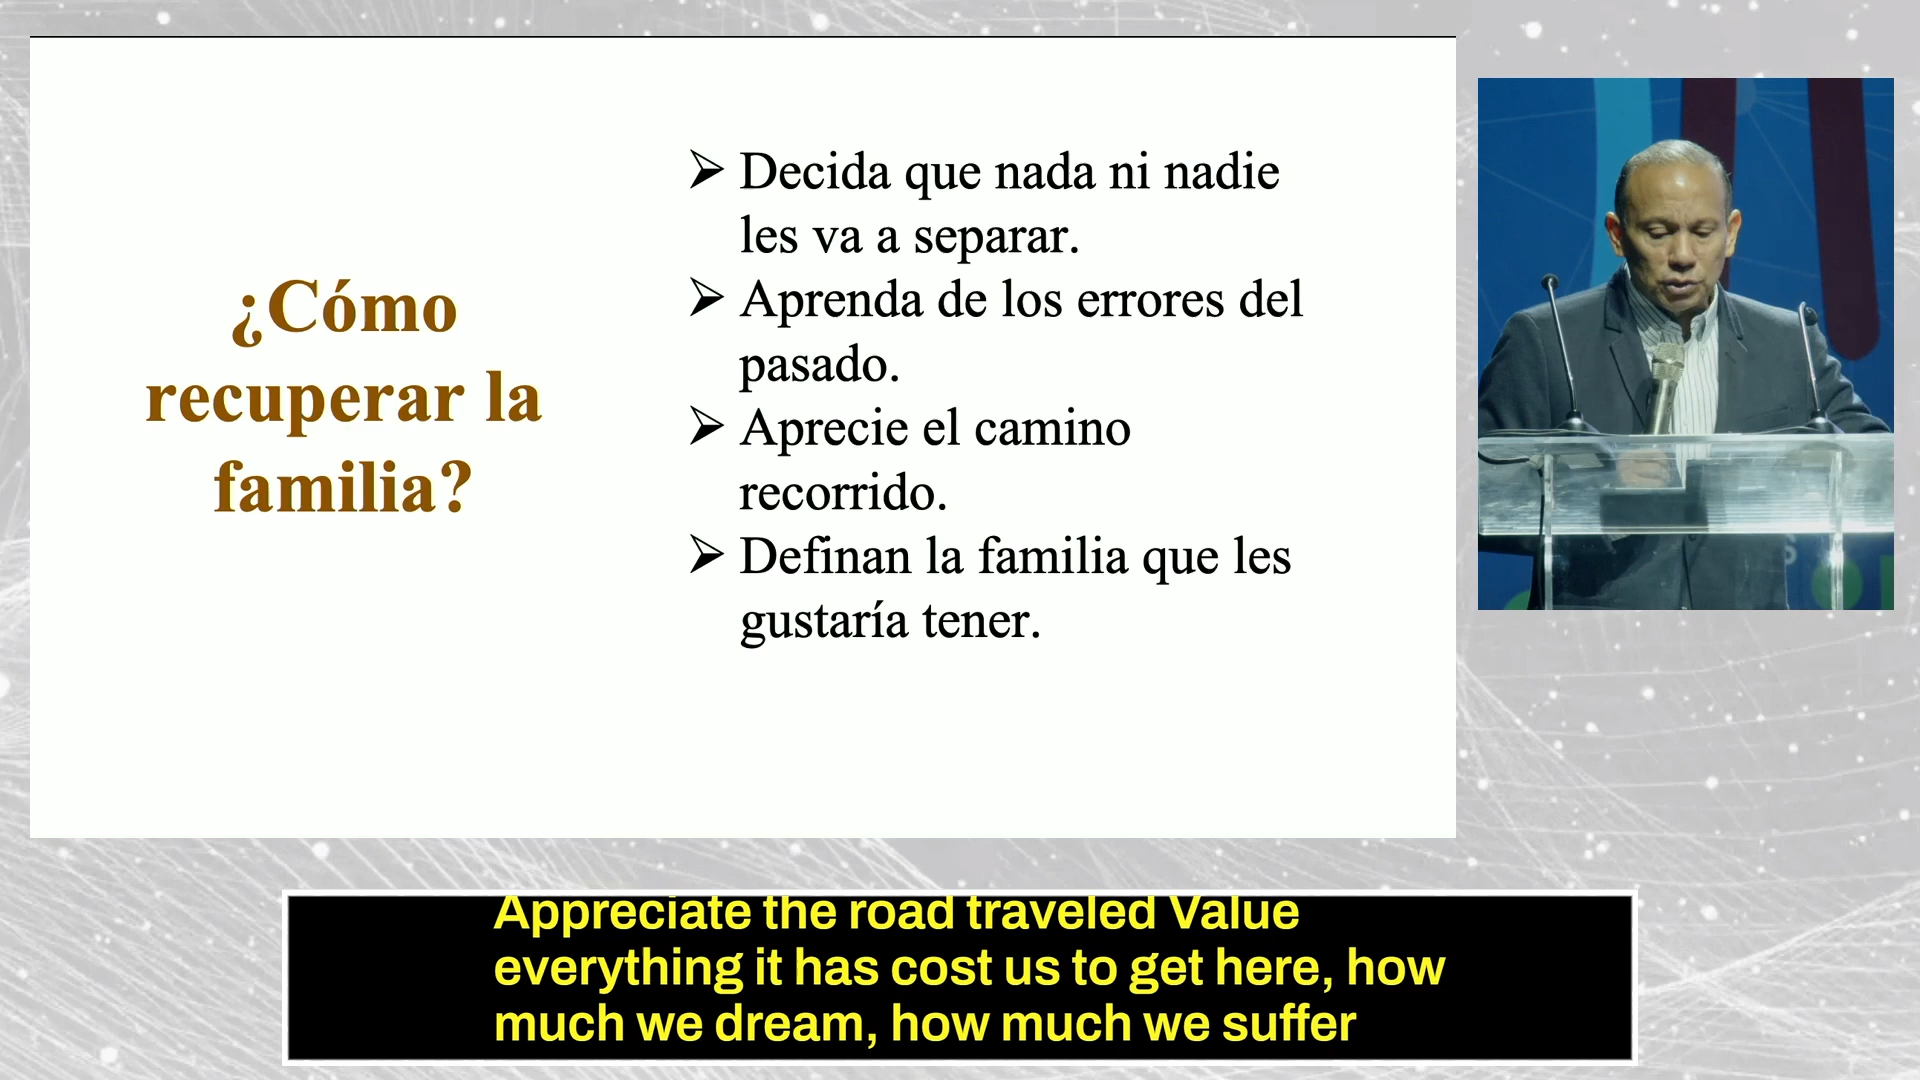 ¿Cómo
recuperar la
familia?
➢ Decida que nada ni nadie
les va a separar.
➢ Aprenda de los errores del
pasado.
➢ Aprecie el camino
recorrido.
➢ Definan la familia que les
gustaría tener.
Appreciate the road traveled Value
everything it has cost us to get here, how
much we dream, how much we suffer